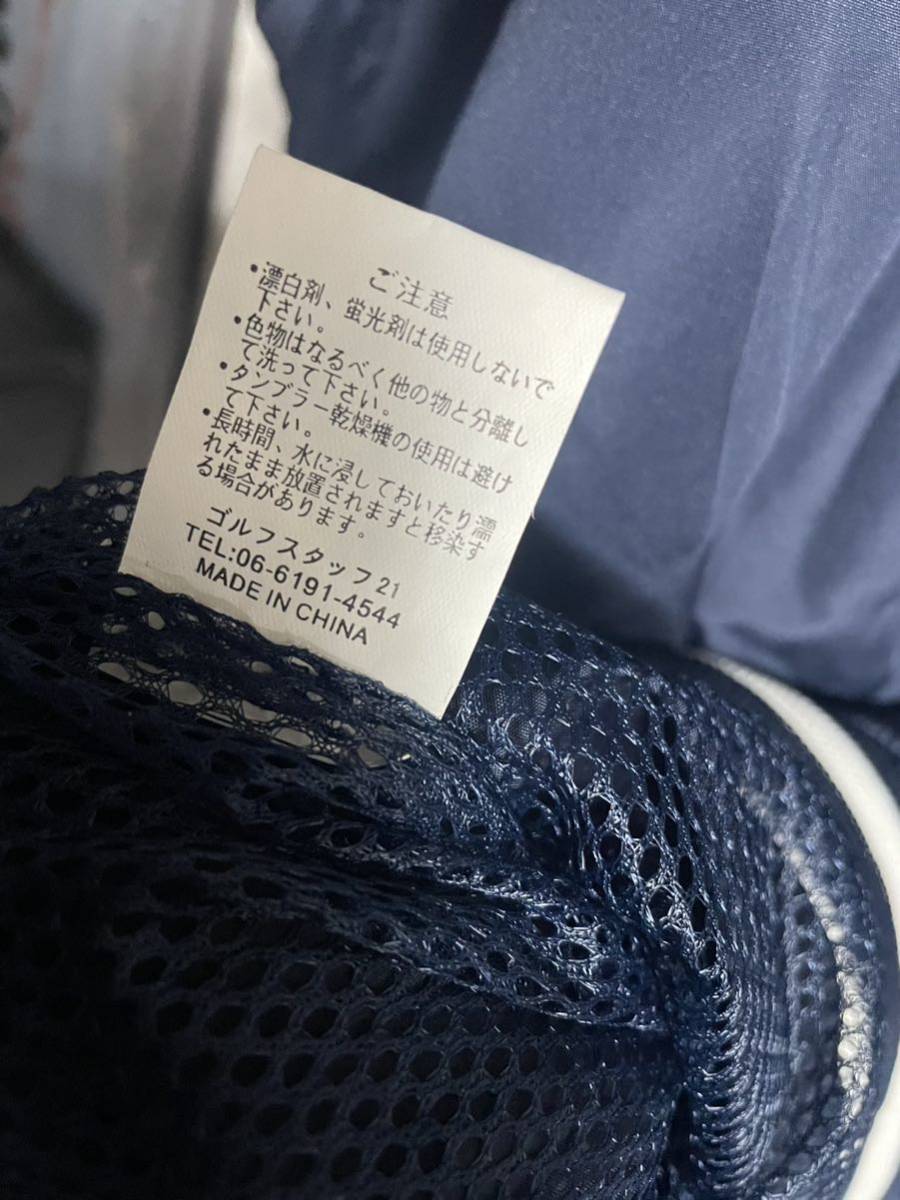 ご注意
・漂白剤、蛍光剤は使用しないで
下さい。
・色物はなるべく他の物と分離し
て洗って下さい。
・タンブラー乾燥機の使用は避け
て下さい。
・長時間、水に浸しておいたり濡
れたまま放置されますと移染す
る場合があります。
ゴルフスタッフ21
TEL:06-6191-4544
MADE IN CHINA